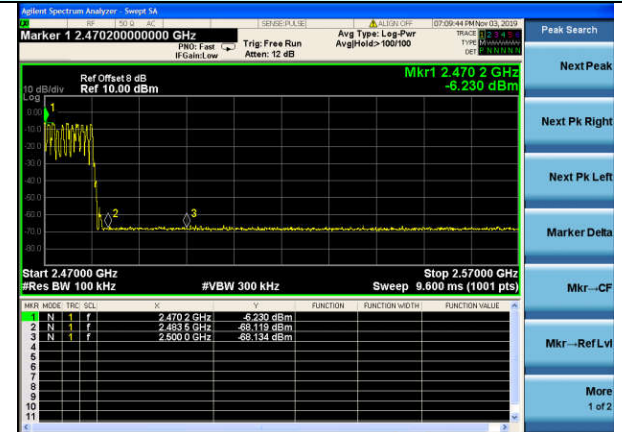 Agilent Spectrum Analyzer - Swept SA
RF 50 Ω AC SENSE:PULSE ALIGN OFF 07:09:44 PM Nov 03, 2019
Marker 1 2.470200000000 GHz
PNO: Fast
IFGain:Low
Trig: Free Run
Atten: 12 dB
Avg Type: Log-Pwr
Avg|Hold>100/100
TRACE 1 2 3 4 5 6
TYPE M
DET P N N N N N
Peak Search
Next Peak
Next Pk Right
Next Pk Left
Marker Delta
Mkr→CF
Mkr→Ref Lvl
More
1 of 2
Ref Offset 8 dB
10 dB/div Ref 10.00 dBm
Log
Mkr1 2.470 2 GHz
-6.230 dBm
0.00
-10.0
-20.0
-30.0
-40.0
-50.0
-60.0
-70.0
-80.0
1
2
3
Start 2.47000 GHz Stop 2.57000 GHz
#Res BW 100 kHz #VBW 300 kHz Sweep 9.600 ms (1001 pts)
MKR MODE TRC SCL X Y FUNCTION FUNCTION WIDTH FUNCTION VALUE
1 N 1 f 2.470 2 GHz -6.230 dBm
2 N 1 f 2.483 5 GHz -68.119 dBm
3 N 1 f 2.500 0 GHz -68.134 dBm
4
5
6
7
8
9
10
11